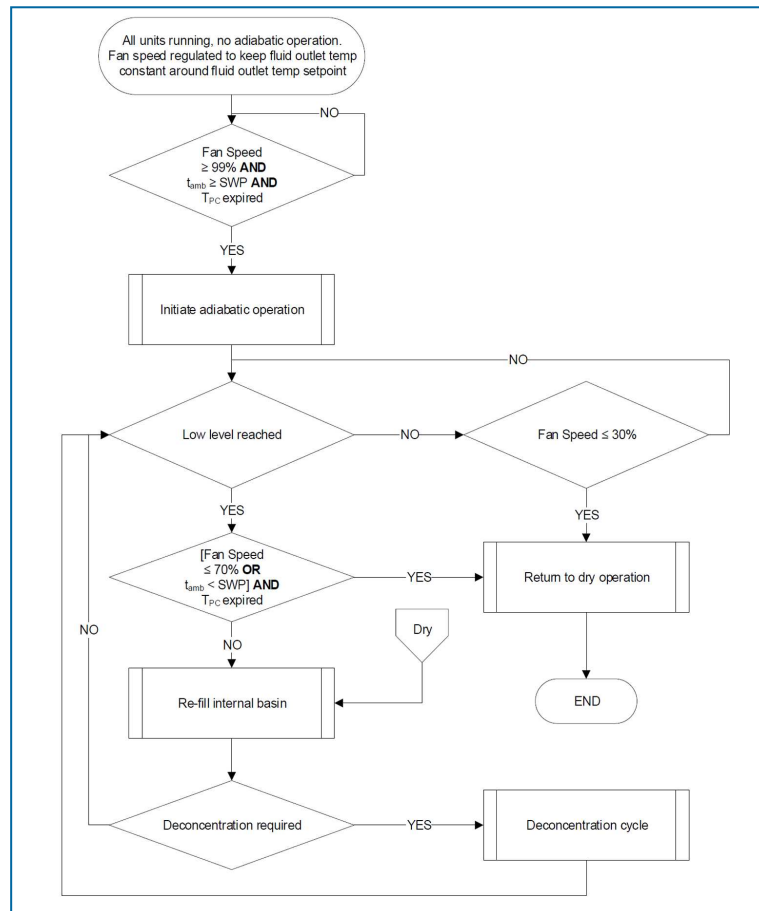 All units running, no adiabatic operation.
Fan speed regulated to keep fluid outlet temp
constant around fluid outlet temp setpoint
NO
Fan Speed
≥ 99% AND
tamb ≥ SWP AND
TPC expired
YES
Initiate adiabatic operation
NO
Low level reached
NO
Fan Speed ≤ 30%
YES
YES
[Fan Speed
≤ 70% OR
tamb < SWP] AND
TPC expired
YES
Return to dry operation
NO
Dry
NO
Re-fill internal basin
END
Deconcentration required
YES
Deconcentration cycle